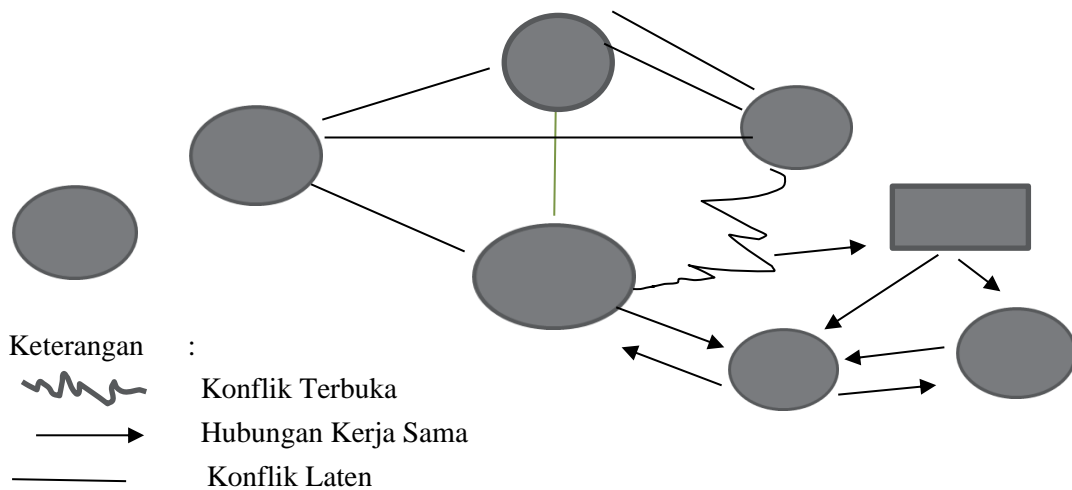 Keterangan :
Konflik Terbuka
Hubungan Kerja Sama
Konflik Laten